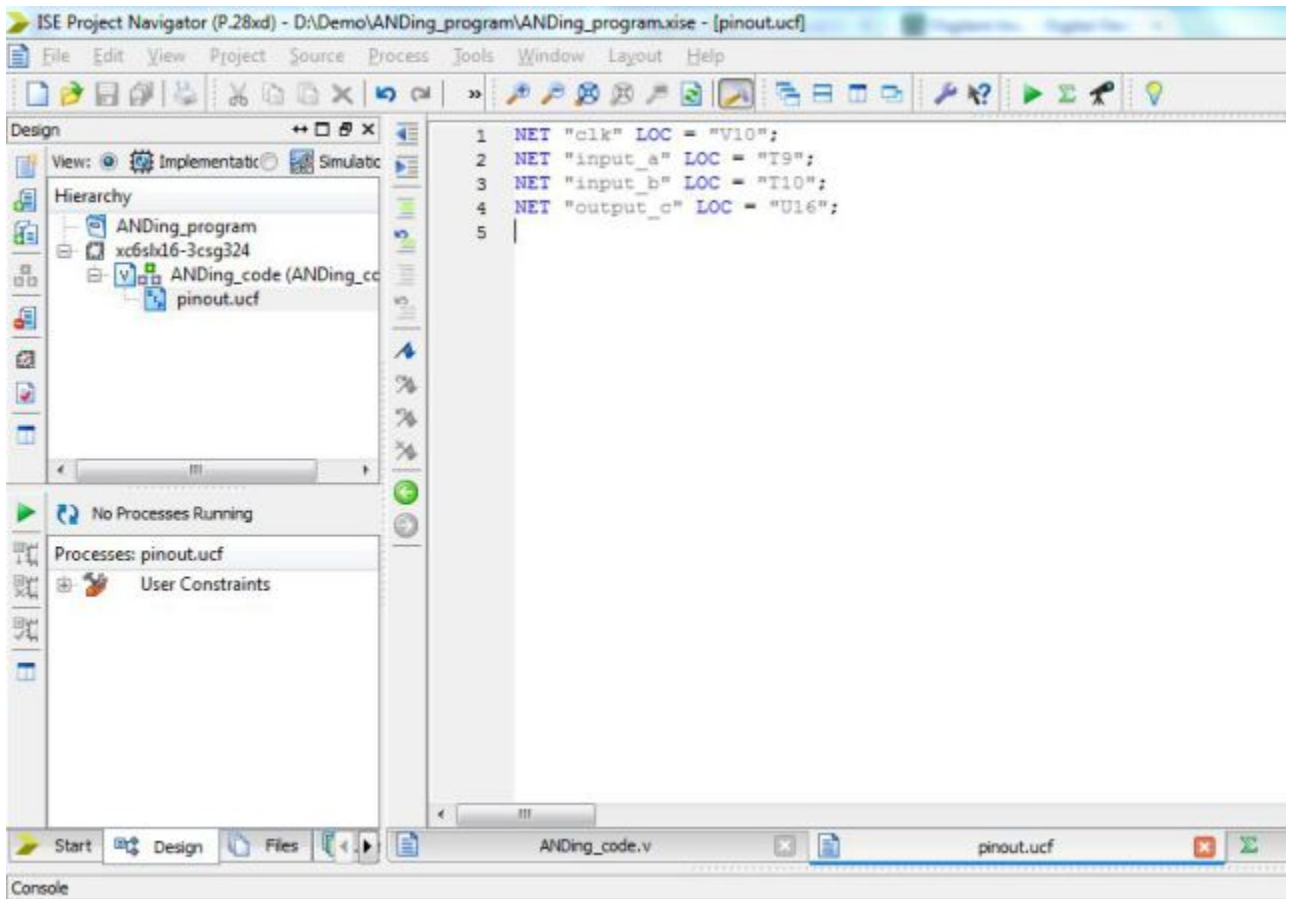 ISE Project Navigator (P.28xd) - D:\Demo\ANDing_program\ANDing_program.xise - [pinout.ucf]
File Edit View Project Source Process Tools Window Layout Help
Design
View: Implementatic Simulatic
Hierarchy
ANDing_program
xc6slx16-3csg324
V ANDing_code (ANDing_cc
pinout.ucf
No Processes Running
Processes: pinout.ucf
User Constraints
1 NET "clk" LOC = "V10";
2 NET "input_a" LOC = "T9";
3 NET "input_b" LOC = "T10";
4 NET "output_c" LOC = "U16";
5
Start Design Files
ANDing_code.v
pinout.ucf
Console